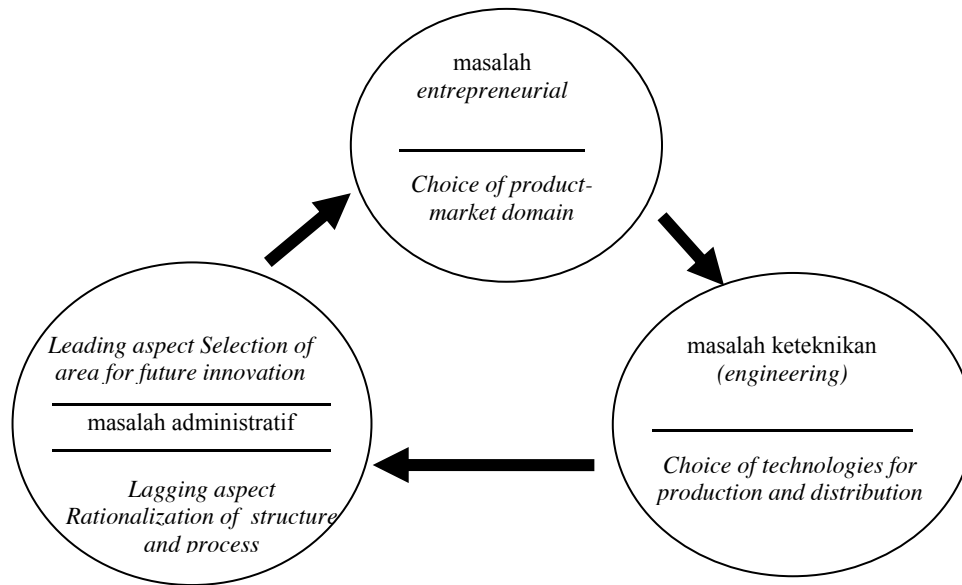 masalah
entrepreneurial
Choice of product-
market domain
masalah keteknikan
(engineering)
Choice of technologies for
production and distribution
Leading aspect Selection of
area for future innovation
masalah administratif
Lagging aspect
Rationalization of structure
and process